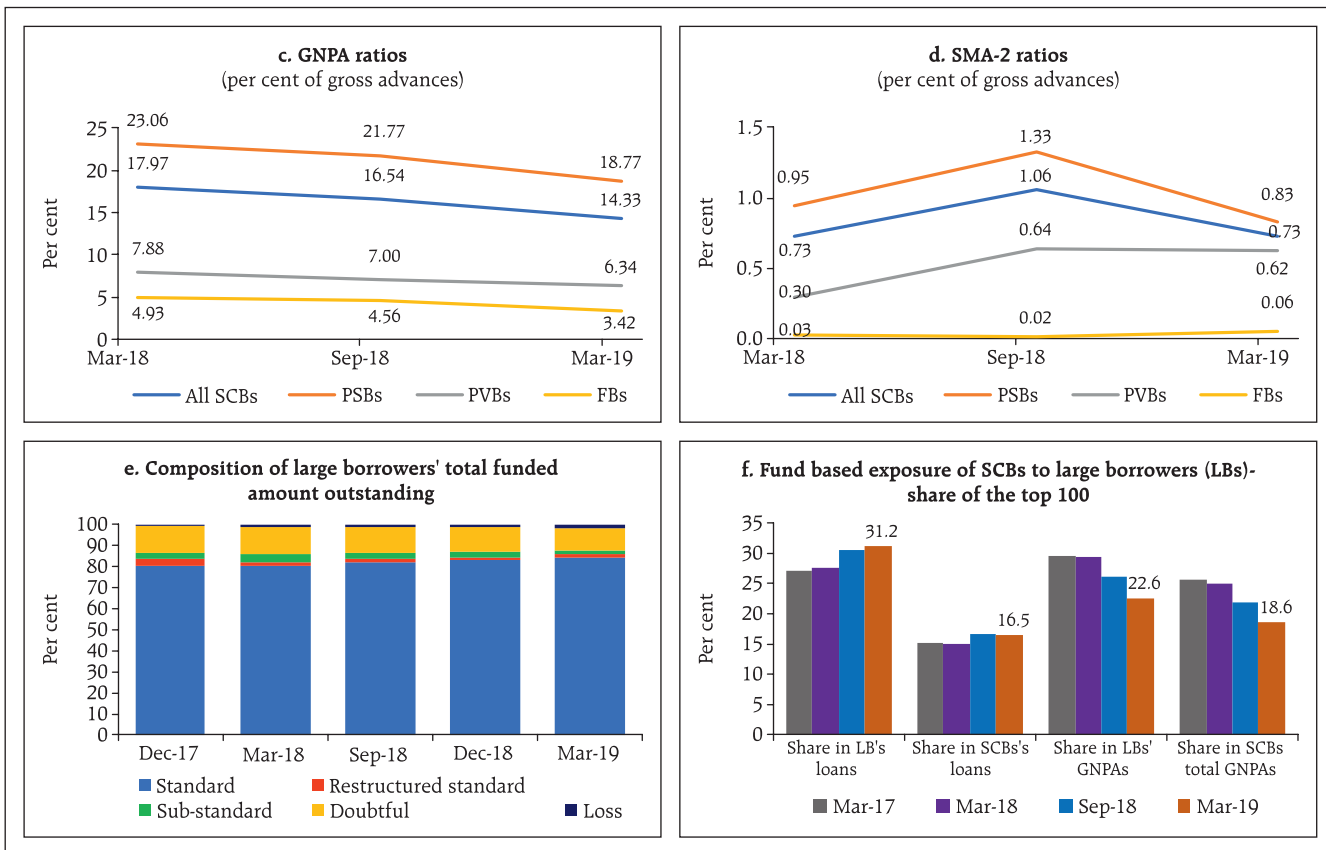 c. GNPA ratios
(per cent of gross advances)
Per cent
25
20
15
10
5
0
23.06
21.77
18.77
17.97
16.54
14.33
7.88
7.00
6.34
4.93
4.56
3.42
Mar-18 Sep-18 Mar-19
All SCBs PSBs PVBs FBs
d. SMA-2 ratios
(per cent of gross advances)
Per cent
1.5
1.0
0.5
0.0
0.95
1.33
0.83
0.73
1.06
0.73
0.30
0.64
0.62
0.03
0.02
0.06
Mar-18 Sep-18 Mar-19
All SCBs PSBs PVBs FBs
e. Composition of large borrowers' total funded
amount outstanding
Per cent
100
90
80
70
60
50
40
30
20
10
0
Dec-17 Mar-18 Sep-18 Dec-18 Mar-19
Standard Restructured standard
Sub-standard Doubtful Loss
f. Fund based exposure of SCBs to large borrowers (LBs)-
share of the top 100
Per cent
35
30
25
20
15
10
5
0
31.2
16.5
22.6
18.6
Share in LB's
loans
Share in SCBs's
loans
Share in LBs'
GNPAs
Share in SCBs
total GNPAs
Mar-17 Mar-18 Sep-18 Mar-19